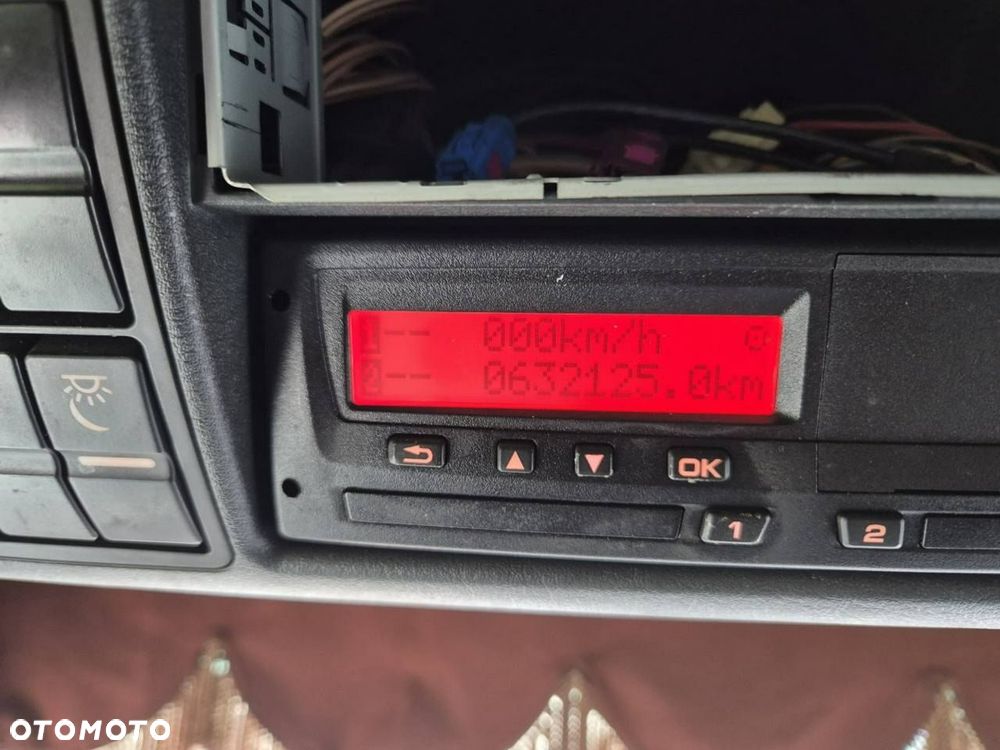 1-- 000km/h
2-- 0632125.0km
OK
1
2
OTOMOTO